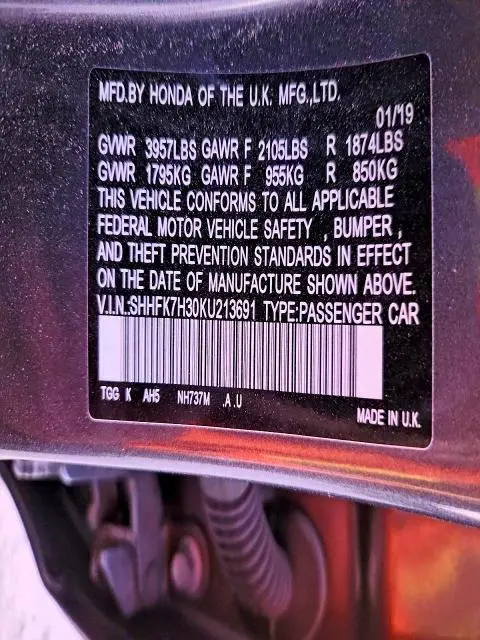 MFD.BY HONDA OF THE U.K. MFG.,LTD.
01/19
GVWR 3957LBS GAWR F 2105LBS R 1874LBS
GVWR 1795KG GAWR F 955KG R 850KG
THIS VEHICLE CONFORMS TO ALL APPLICABLE
FEDERAL MOTOR VEHICLE SAFETY , BUMPER ,
AND THEFT PREVENTION STANDARDS IN EFFECT
ON THE DATE OF MANUFACTURE SHOWN ABOVE.
V.I.N.:SHHFK7H30KU213691 TYPE:PASSENGER CAR
TGG K AH5 NH737M .A .U
MADE IN U.K.